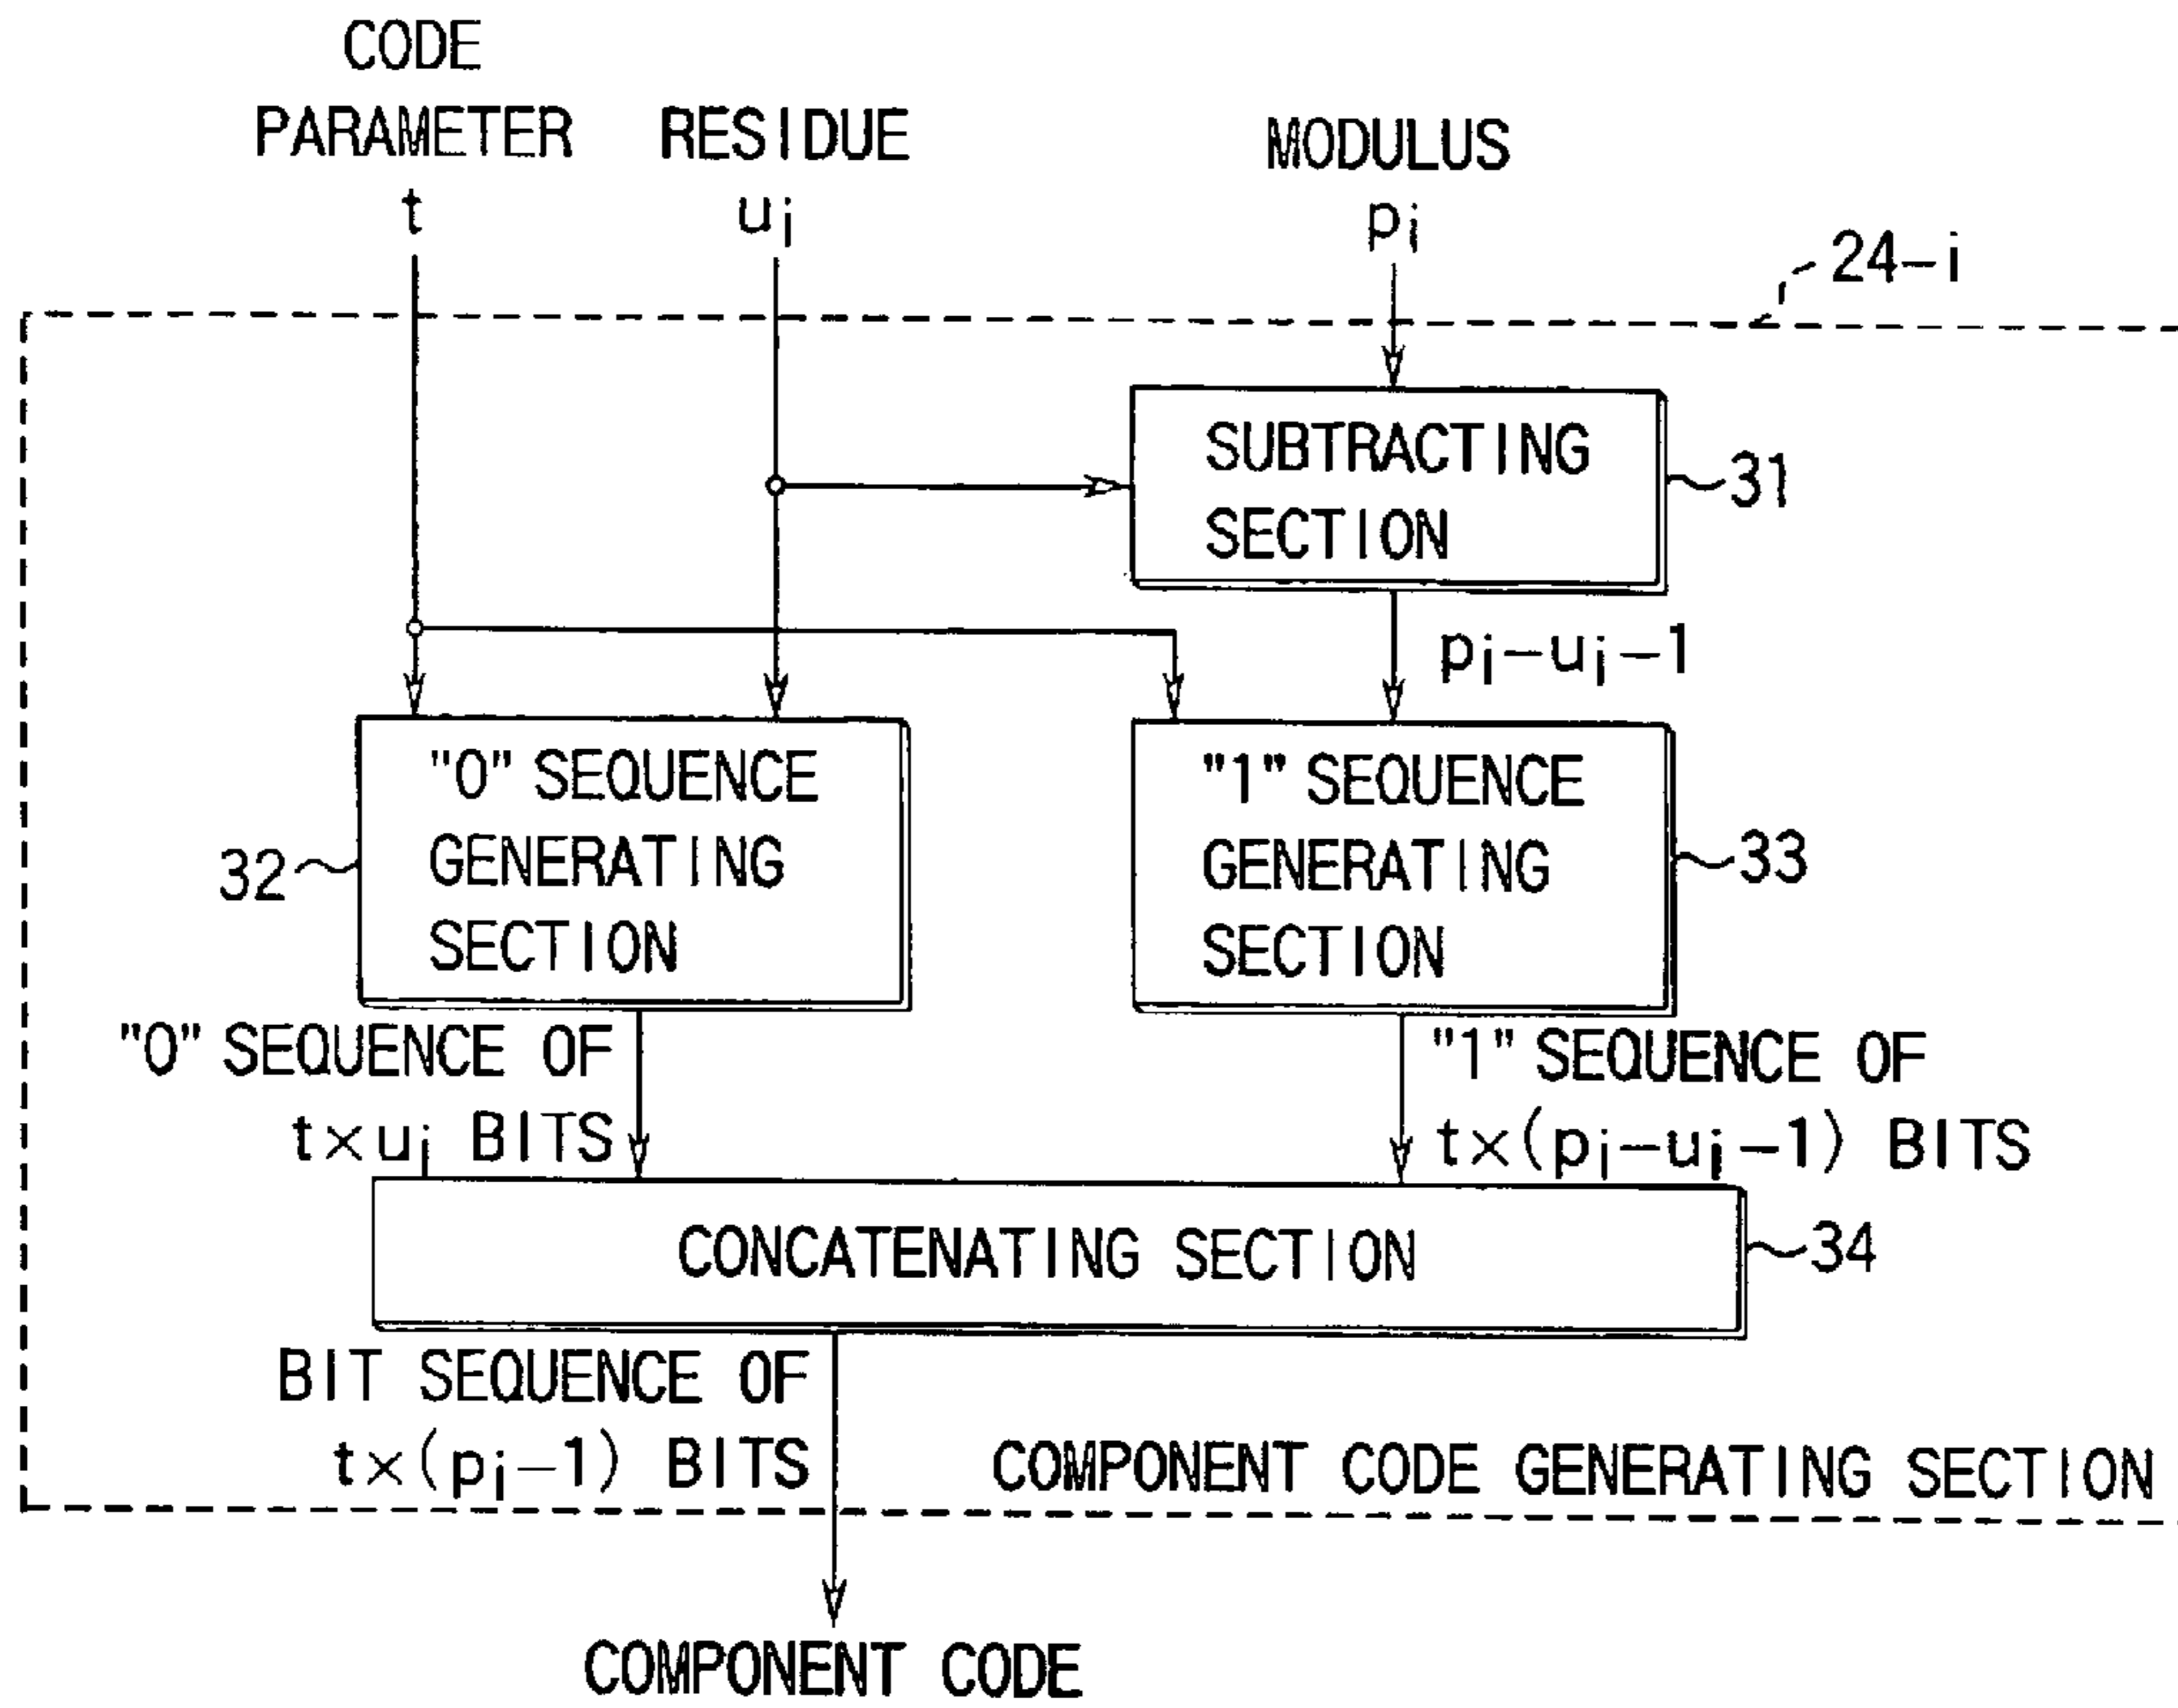 CODE
PARAMETER RESIDUE MODULUS
t ui pi
24-i
SUBTRACTING
SECTION
31
pi-ui-1
"0" SEQUENCE
GENERATING
SECTION
32
"1" SEQUENCE
GENERATING
SECTION
33
"0" SEQUENCE OF
t×ui BITS
"1" SEQUENCE OF
t×(pi-ui-1) BITS
CONCATENATING SECTION
34
BIT SEQUENCE OF
t×(pi-1) BITS
COMPONENT CODE GENERATING SECTION
COMPONENT CODE